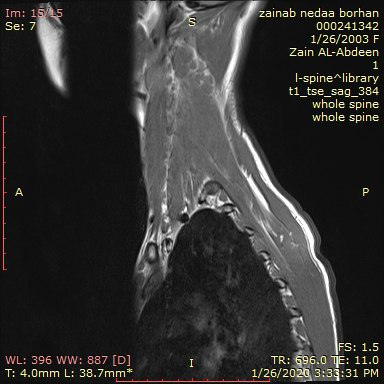 Im: 15/15
Se: 7
S
zainab nedaa borhan
000241342
1/26/2003 F
Zain AL-Abdeen
1
l-spine^library
t1_tse_sag_384
whole spine
whole spine
A
P
WL: 396 WW: 887 [D]
T: 4.0mm L: 38.7mm*
I
FS: 1.5
TR: 696.0 TE: 11.0
1/26/2020 3:33:31 PM